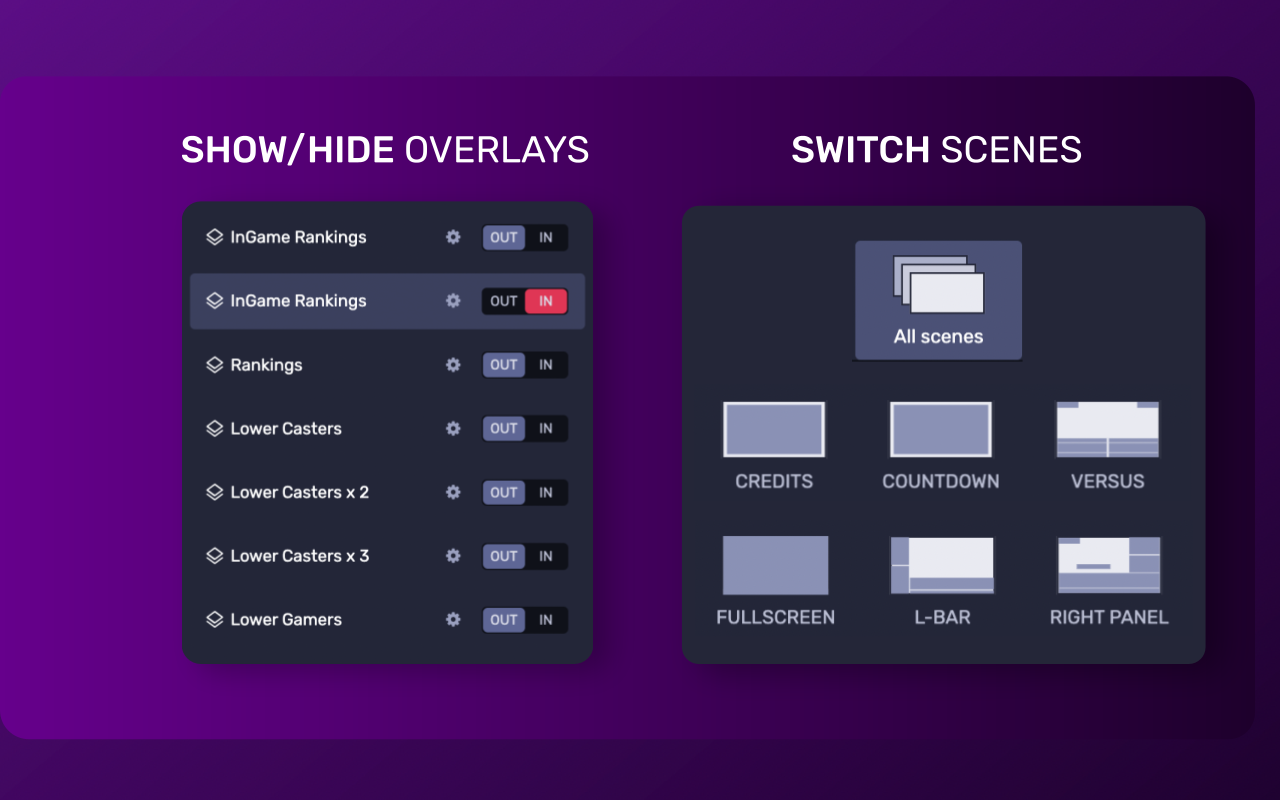 SHOW/HIDE OVERLAYS
InGame Rankings OUT IN
InGame Rankings OUT IN
Rankings OUT IN
Lower Casters OUT IN
Lower Casters x 2 OUT IN
Lower Casters x 3 OUT IN
Lower Gamers OUT IN
SWITCH SCENES
All scenes
CREDITS COUNTDOWN VERSUS
FULLSCREEN L-BAR RIGHT PANEL